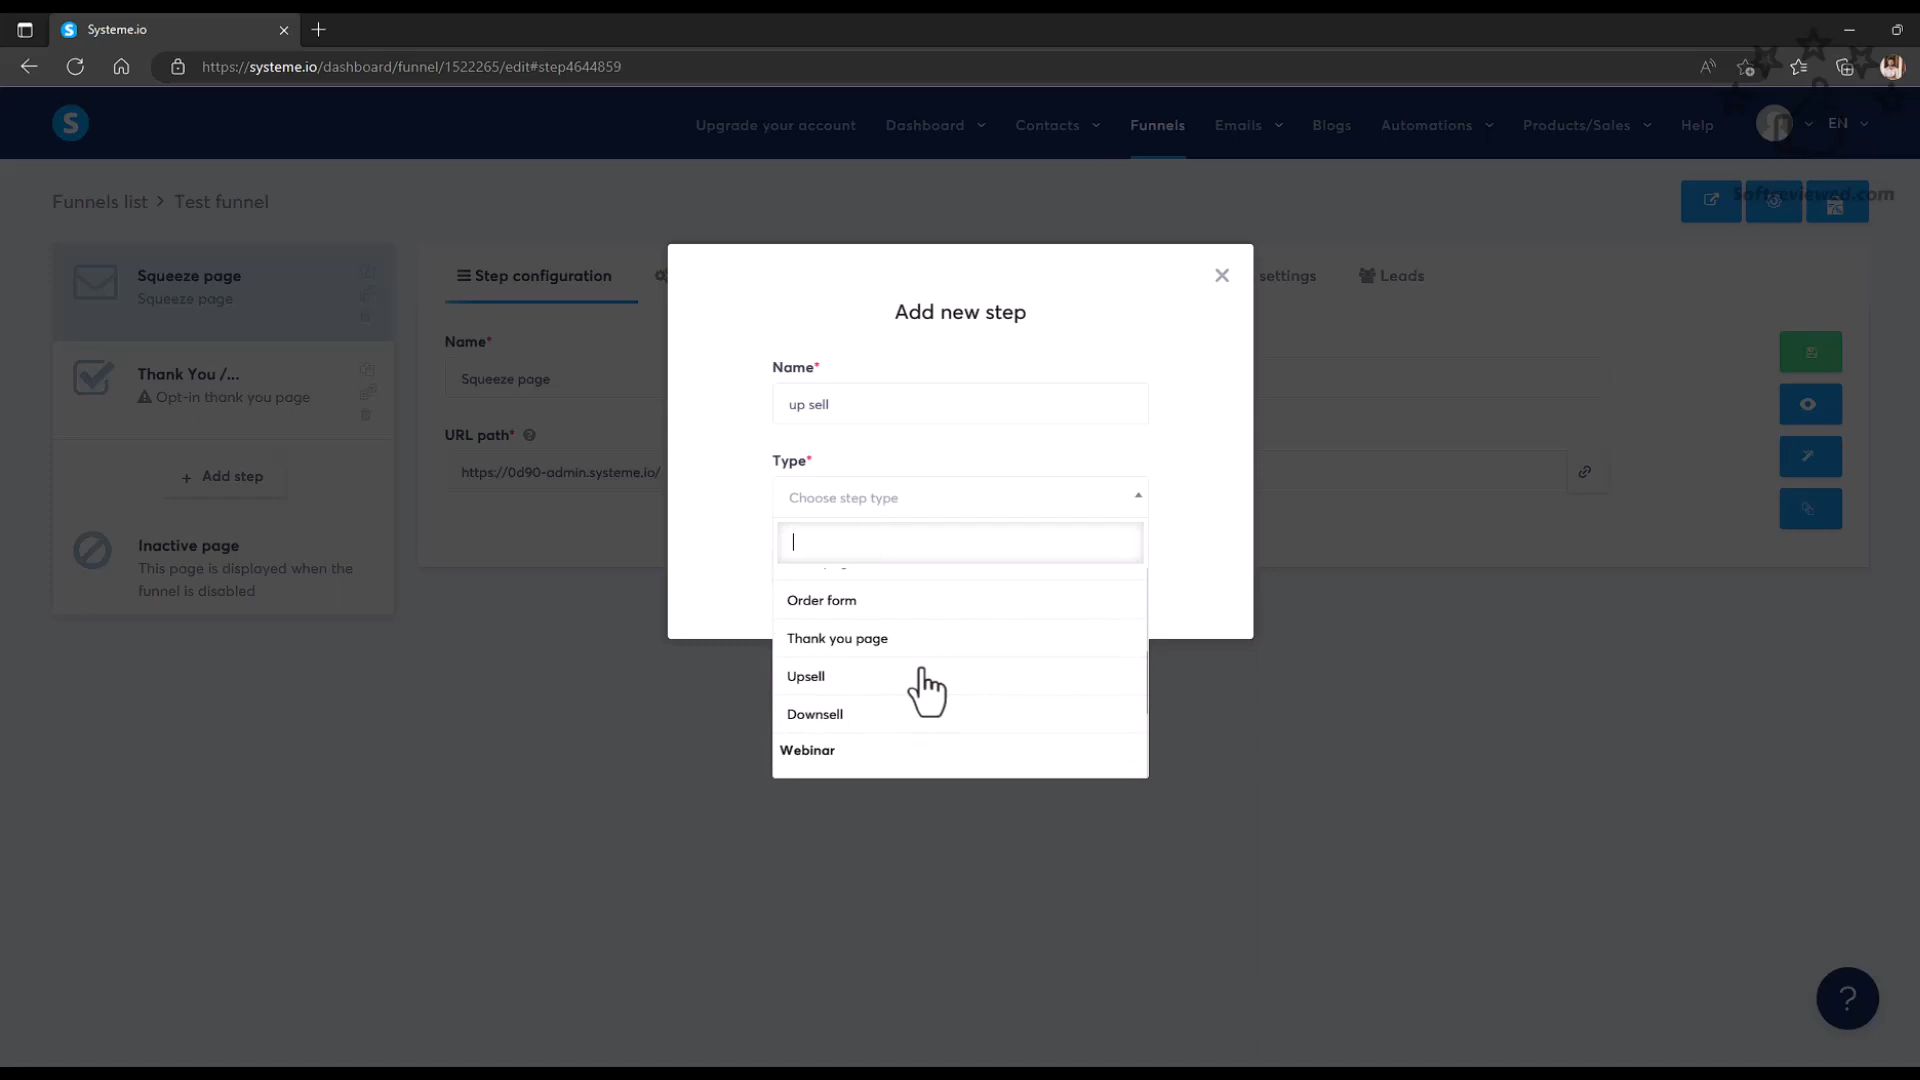 Systeme.io
https://systeme.io/dashboard/funnel/1522265/edit#step4644859
S
Upgrade your account
Dashboard
Contacts
Funnels
Emails
Blogs
Automations
Products/Sales
Help
EN
Funnels list > Test funnel
Softreviewed.com
Squeeze page
Squeeze page
Thank You /...
Opt-in thank you page
+ Add step
Inactive page
This page is displayed when the
funnel is disabled
Step configuration
settings
Leads
Name*
Squeeze page
URL path*
https://0d90-admin.systeme.io/
Add new step
Name*
up sell
Type*
Choose step type
Order form
Thank you page
Upsell
Downsell
Webinar
?